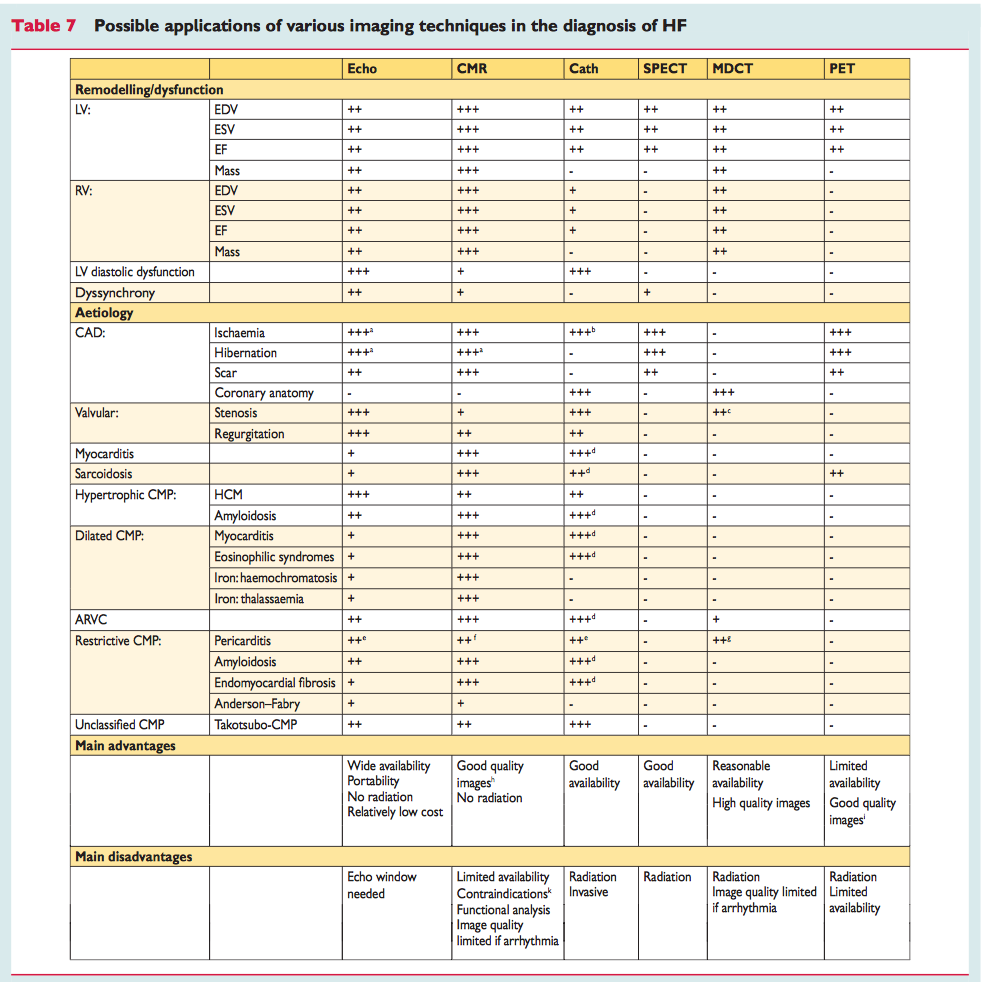 Table 7 Possible applications of various imaging techniques in the diagnosis of HF
Echo CMR Cath SPECT MDCT PET
Remodelling/dysfunction
LV: EDV ++ +++ ++ ++ ++ ++
ESV ++ +++ ++ ++ ++ ++
EF ++ +++ ++ ++ ++ ++
Mass ++ +++ - - ++ -
RV: EDV ++ +++ + - ++ -
ESV ++ +++ + - ++ -
EF ++ +++ + - ++ -
Mass ++ +++ - - ++ -
LV diastolic dysfunction +++ + +++ - - -
Dyssynchrony ++ + - + - -
Aetiology
CAD: Ischaemia +++a +++ +++b +++ - +++
Hibernation +++a +++a - +++ - +++
Scar ++ +++ - ++ - ++
Coronary anatomy - - +++ - +++ -
Valvular: Stenosis +++ + +++ - ++c -
Regurgitation +++ ++ ++ - - -
Myocarditis + +++ +++d - - -
Sarcoidosis + +++ ++d - - ++
Hypertrophic CMP: HCM +++ ++ ++ - - -
Amyloidosis ++ +++ +++d - - -
Dilated CMP: Myocarditis + +++ +++d - - -
Eosinophilic syndromes + +++ +++d - - -
Iron: haemochromatosis + +++ - - - -
Iron: thalassaemia + +++ - - - -
ARVC ++ +++ +++d - + -
Restrictive CMP: Pericarditis ++e ++f ++e - ++g -
Amyloidosis ++ +++ +++d - - -
Endomyocardial fibrosis + +++ +++d - - -
Anderson–Fabry + + - - - -
Unclassified CMP Takotsubo-CMP ++ ++ +++ - - -
Main advantages
Wide availability
Portability
No radiation
Relatively low cost
Good quality
imagesh
No radiation
Good
availability
Good
availability
Reasonable
availability
High quality images
Limited
availability
Good quality
imagesi
Main disadvantages
Echo window
needed
Limited availability
Contraindicationsk
Functional analysis
Image quality
limited if arrhythmia
Radiation
Invasive
Radiation
Radiation
Image quality limited
if arrhythmia
Radiation
Limited
availability